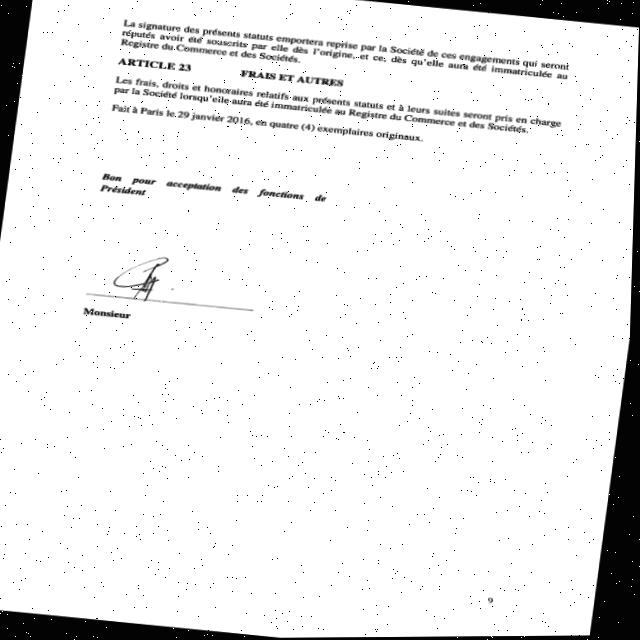 La signature des présents statuts emportera reprise par la Société de ces engagements qui seront
réputés avoir été souscrits par elle dès l'origine, et ce, dès qu'elle aura été immatriculée au
Registre du Commerce et des Sociétés.
ARTICLE 23 FRAIS ET AUTRES
Les frais, droits et honoraires relatifs aux présents statuts et à leurs suites seront pris en charge
par la Société lorsqu'elle aura été immatriculée au Registre du Commerce et des Sociétés.
Fait à Paris le 29 janvier 2016, en quatre (4) exemplaires originaux.
Bon pour acceptation des fonctions de
Président
Monsieur
9